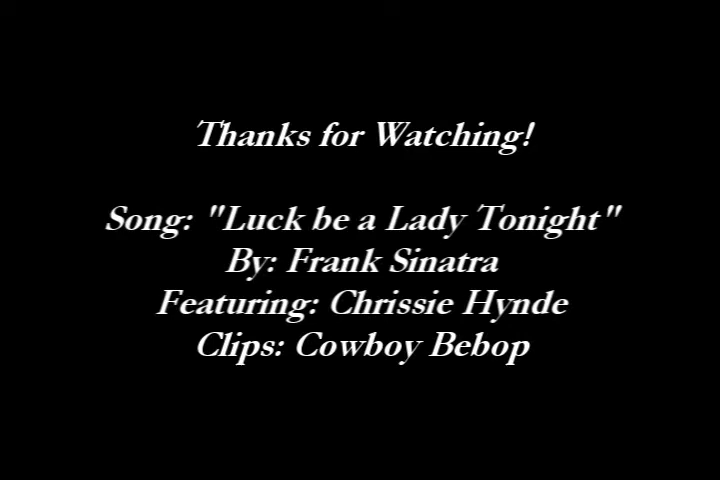 Thanks for Watching!
Song: "Luck be a Lady Tonight"
By: Frank Sinatra
Featuring: Chrissie Hynde
Clips: Cowboy Bebop